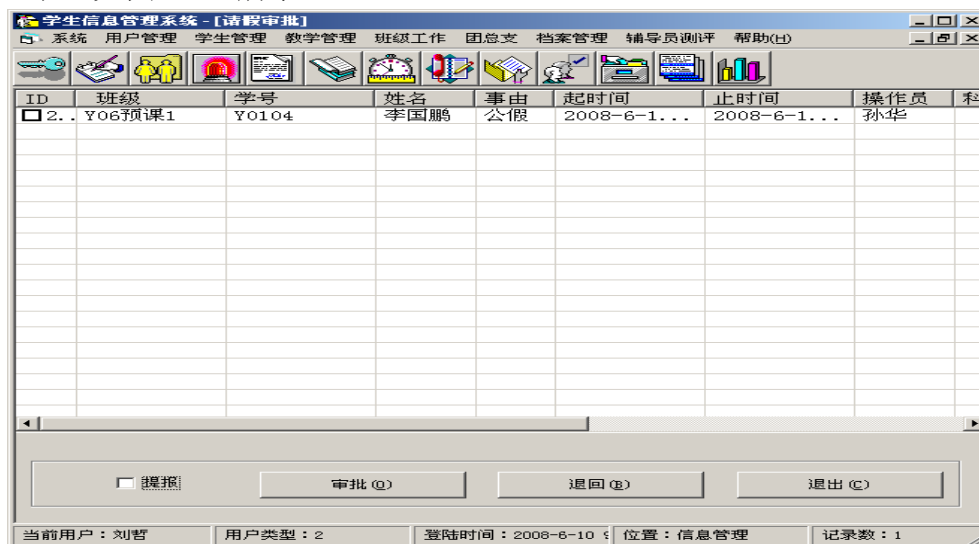 学生信息管理系统 - [请假审批]
系统 用户管理 学生管理 教学管理 班级工作 团总支 档案管理 辅导员测评 帮助(H)
ID 班级 学号 姓名 事由 起时间 止时间 操作员
2.. Y06预课1 Y0104 李国鹏 公假 2008-6-1... 2008-6-1... 孙华
提报 审批(O) 退回(B) 退出(C)
当前用户：刘哲 用户类型：2 登陆时间：2008-6-10 位置：信息管理 记录数：1